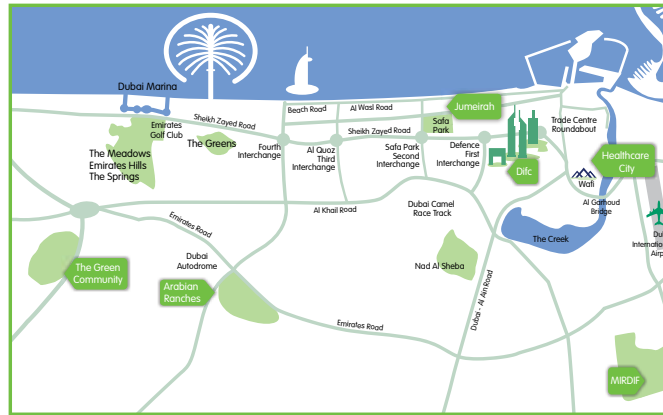 Dubai Marina
Beach Road
Al Wasl Road
Jumeirah
Sheikh Zayed Road
Emirates
Golf Club
The Greens
Fourth
Interchange
Sheikh Zayed Road
Safa
Park
Trade Centre
Roundabout
The Meadows
Emirates Hills
The Springs
Al Quoz
Third
Interchange
Safa Park
Second
Interchange
Defence
First
Interchange
Difc
Healthcare
City
Wafi
Al Khail Road
Dubai Camel
Race Track
Al Garhoud
Bridge
Emirates Road
The Creek
Du
Internatio
Airp
Dubai
Autodrome
Nad Al Sheba
The Green
Community
Arabian
Ranches
Dubai - Al Ain Road
Emirates Road
MIRDIF